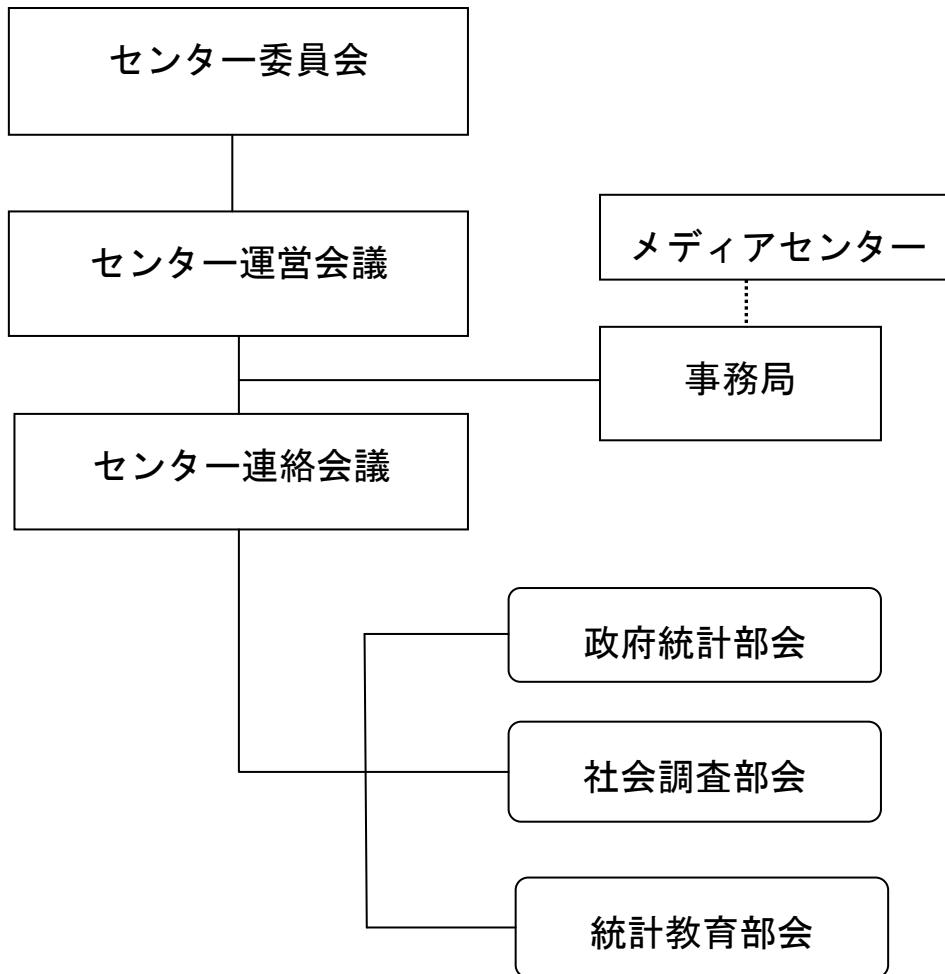 センター委員会
センター運営会議
メディアセンター
事務局
センター連絡会議
政府統計部会
社会調査部会
統計教育部会